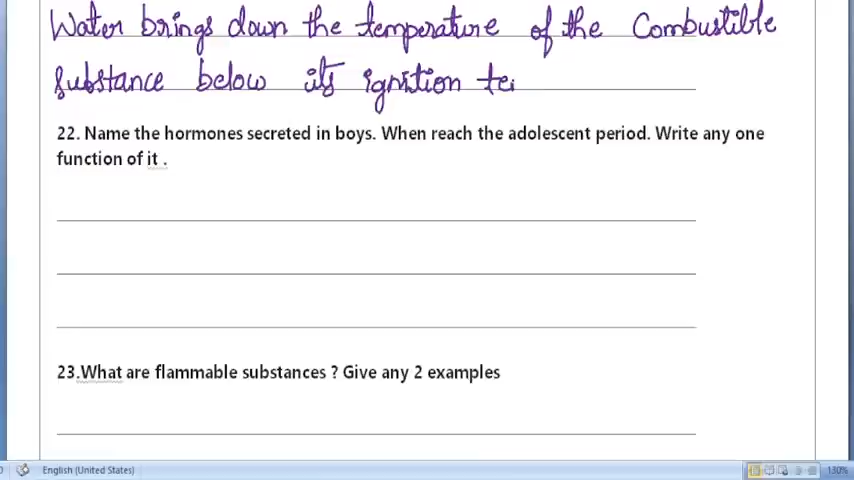 Water brings down the temperature of the Combustible
substance below its ignition te
22. Name the hormones secreted in boys. When reach the adolescent period. Write any one
function of it .
23.What are flammable substances ? Give any 2 examples
English (United States)
130%